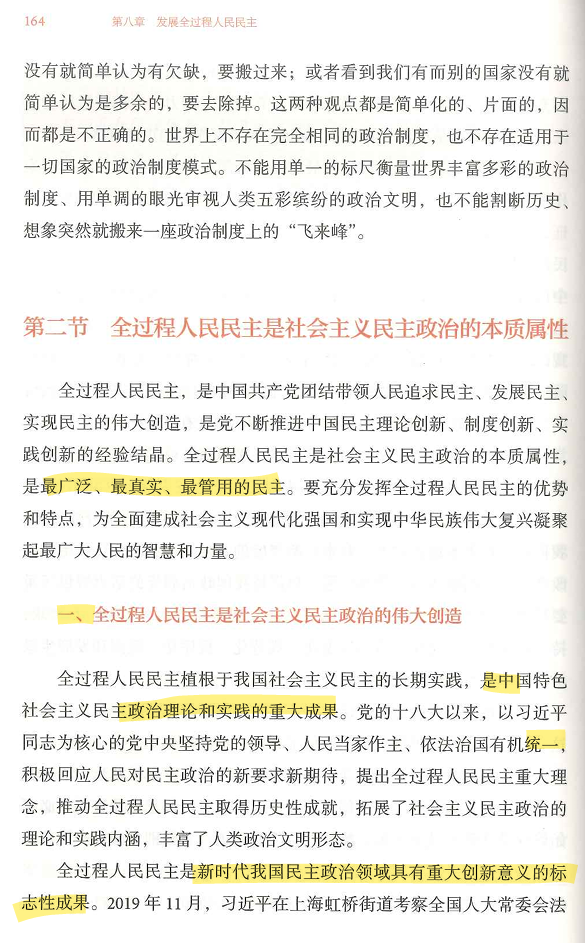 164 第八章 发展全过程人民民主
没有就简单认为有欠缺，要搬过来；或者看到我们有而别的国家没有就
简单认为是多余的，要去除掉。这两种观点都是简单化的、片面的，因
而都是不正确的。世界上不存在完全相同的政治制度，也不存在适用于
一切国家的政治制度模式。不能用单一的标尺衡量世界丰富多彩的政治
制度、用单调的眼光审视人类五彩缤纷的政治文明，也不能割断历史、
想象突然就搬来一座政治制度上的“飞来峰”。
第二节 全过程人民民主是社会主义民主政治的本质属性
全过程人民民主，是中国共产党团结带领人民追求民主、发展民主、
实现民主的伟大创造，是党不断推进中国民主理论创新、制度创新、实
践创新的经验结晶。全过程人民民主是社会主义民主政治的本质属性，
是最广泛、最真实、最管用的民主。要充分发挥全过程人民民主的优势
和特点，为全面建成社会主义现代化强国和实现中华民族伟大复兴凝聚
起最广大人民的智慧和力量。
一、全过程人民民主是社会主义民主政治的伟大创造
全过程人民民主植根于我国社会主义民主的长期实践，是中国特色
社会主义民主政治理论和实践的重大成果。党的十八大以来，以习近平
同志为核心的党中央坚持党的领导、人民当家作主、依法治国有机统一，
积极回应人民对民主政治的新要求新期待，提出全过程人民民主重大理
念，推动全过程人民民主取得历史性成就，拓展了社会主义民主政治的
理论和实践内涵，丰富了人类政治文明形态。
全过程人民民主是新时代我国民主政治领域具有重大创新意义的标
志性成果。2019 年 11 月，习近平在上海虹桥街道考察全国人大常委会法